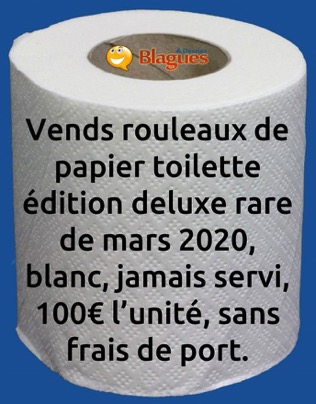 Blagues
Vends rouleaux de
papier toilette
édition deluxe rare
de mars 2020,
blanc, jamais servi,
100€ l’unité, sans
frais de port.